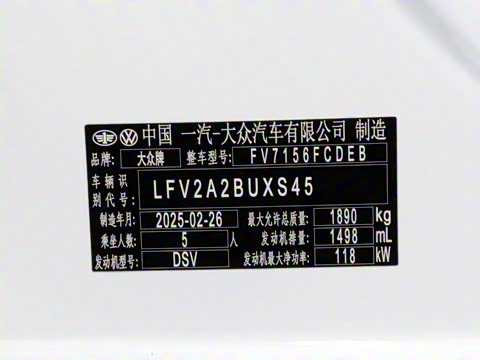 中国 一汽-大众汽车有限公司 制造
品牌: 大众牌 整车型号: FV7156FCDEB
车辆识别代号: LFV2A2BUXS45
制造年月: 2025-02-26 最大允许总质量: 1890 kg
乘坐人数: 5 人 发动机排量: 1498 mL
发动机型号: DSV 发动机最大净功率: 118 kW